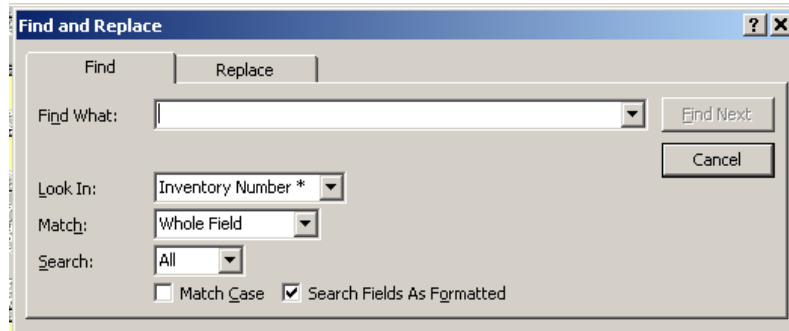 Find and Replace
Find Replace
Find What: Find Next
Cancel
Look In: Inventory Number *
Match: Whole Field
Search: All
Match Case Search Fields As Formatted